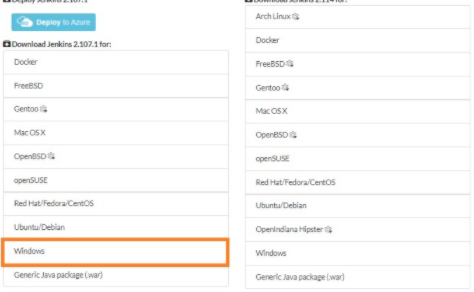 Deploy Jenkins 2.107.1
Deploy to Azure
Download Jenkins 2.107.1 for:
Docker
FreeBSD
Gentoo
Mac OS X
OpenBSD
openSUSE
Red Hat/Fedora/CentOS
Ubuntu/Debian
Windows
Generic Java package (.war)
Download Jenkins 2.114 for:
Arch Linux
Docker
FreeBSD
Gentoo
Mac OS X
OpenBSD
openSUSE
Red Hat/Fedora/CentOS
Ubuntu/Debian
OpenIndiana Hipster
Windows
Generic Java package (.war)